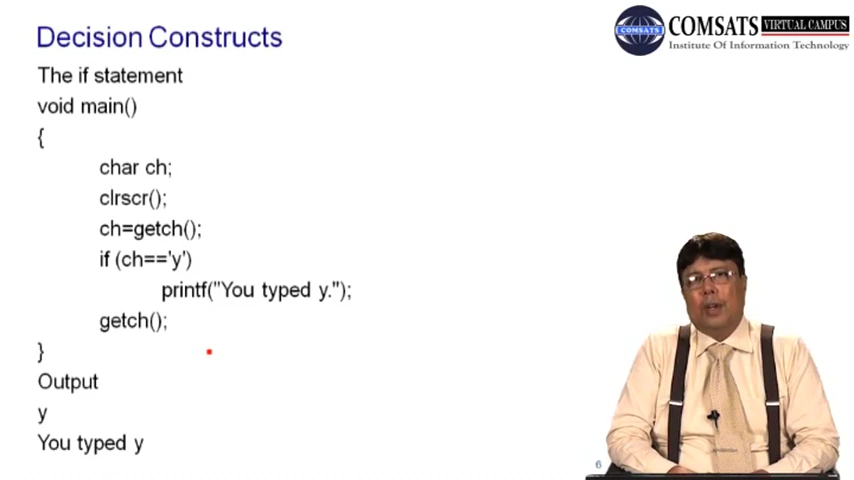 Decision Constructs
COMSATS VIRTUAL CAMPUS
Institute Of Information Technology
COMSATS
The if statement
void main()
{
char ch;
clrscr();
ch=getch();
if (ch=='y')
printf("You typed y.");
getch();
}
Output
y
You typed y
6